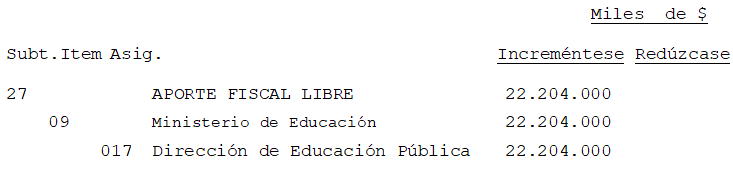 Miles de $
Subt. Item Asig. Increméntese Redúzcase
27 APORTE FISCAL LIBRE 22.204.000
09 Ministerio de Educación 22.204.000
017 Dirección de Educación Pública 22.204.000